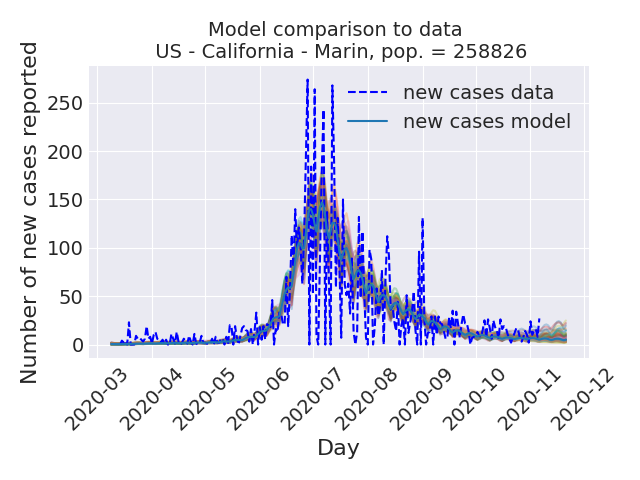 Model comparison to data
US - California - Marin, pop. = 258826
Number of new cases reported
250
200
150
100
50
0
new cases data
new cases model
2020-03
2020-04
2020-05
2020-06
2020-07
2020-08
2020-09
2020-10
2020-11
2020-12
Day